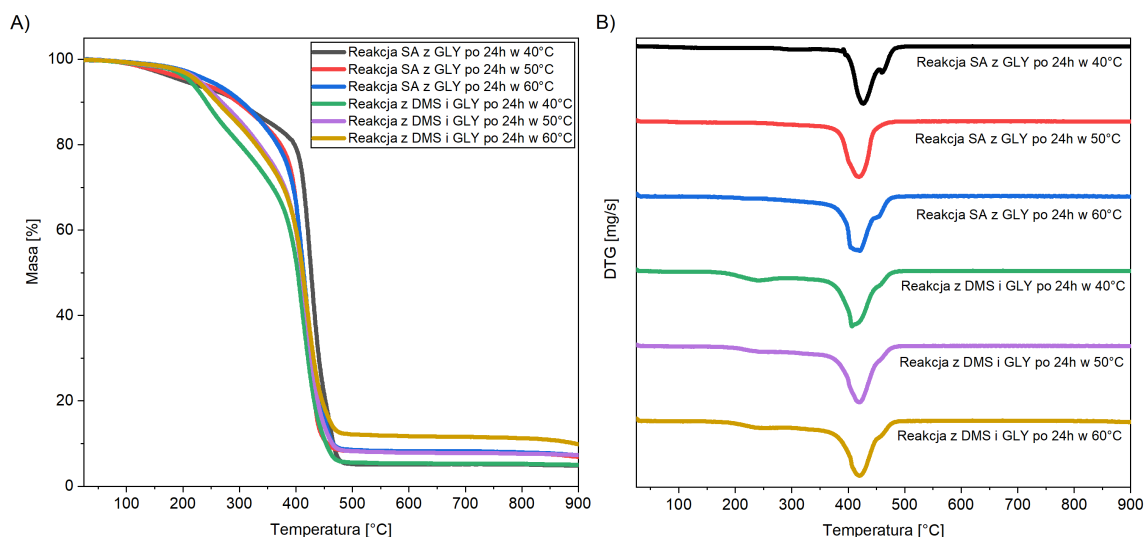 A)
Masa [%]
100
80
60
40
20
0
Reakcja SA z GLY po 24h w 40°C
Reakcja SA z GLY po 24h w 50°C
Reakcja SA z GLY po 24h w 60°C
Reakcja z DMS i GLY po 24h w 40°C
Reakcja z DMS i GLY po 24h w 50°C
Reakcja z DMS i GLY po 24h w 60°C
100 200 300 400 500 600 700 800 900
Temperatura [°C]
B)
DTG [mg/s]
Reakcja SA z GLY po 24h w 40°C
Reakcja SA z GLY po 24h w 50°C
Reakcja SA z GLY po 24h w 60°C
Reakcja z DMS i GLY po 24h w 40°C
Reakcja z DMS i GLY po 24h w 50°C
Reakcja z DMS i GLY po 24h w 60°C
100 200 300 400 500 600 700 800 900
Temperatura [°C]